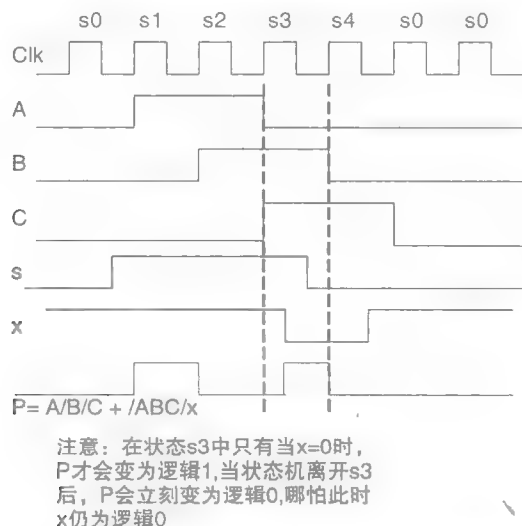 s0 s1 s2 s3 s4 s0 s0
Clk
A
B
C
s
x
P= A/B/C + /ABC/x
注意：在状态s3中只有当x=0时，
P才会变为逻辑1,当状态机离开s3
后，P会立刻变为逻辑0,哪怕此时
x仍为逻辑0